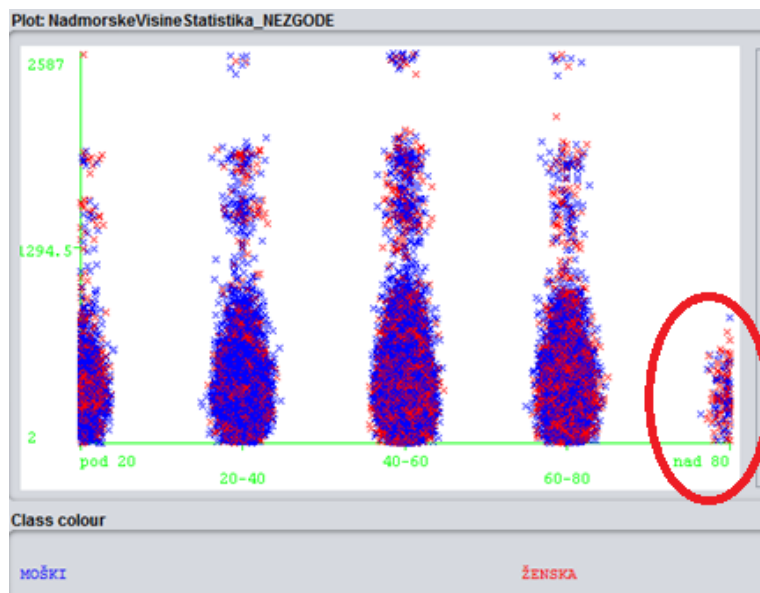 Plot: NadmorskeVisineStatistika_NEZGODE
2587
1294.5
2
pod 20
20-40
40-60
60-80
nad 80
Class colour
MOŠKI ŽENSKA